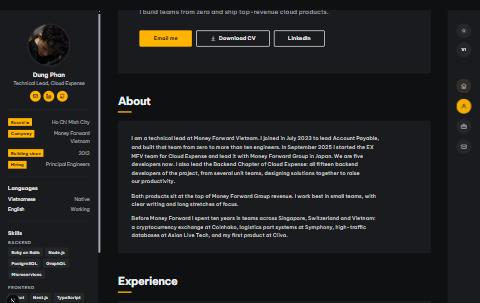 I build teams from zero and ship top-revenue cloud products.
Email me
Download CV
LinkedIn
Dung Phan
Technical Lead, Cloud Expense
Based in Ho Chi Minh City
Company Money Forward Vietnam
Building since 2012
Hiring Principal Engineers
Languages
Vietnamese Native
English Working
Skills
BACKEND
Ruby on Rails Node.js
PostgreSQL GraphQL
Microservices
FRONTEND
Next.js TypeScript
About
I am a technical lead at Money Forward Vietnam. I joined in July 2023 to lead Account Payable,
and built that team from zero to more than ten engineers. In September 2025 I started the EX
MFV team for Cloud Expense and lead it with Money Forward Group in Japan. We are five
developers now. I also lead the Backend Chapter of Cloud Expense: all fifteen backend
developers of the project, from several unit teams, designing solutions together to raise
our productivity.
Both products sit at the top of Money Forward Group revenue. I work best in small teams, with
clear writing and long stretches of focus.
Before Money Forward I spent ten years in teams across Singapore, Switzerland and Vietnam:
a cryptocurrency exchange at Coinhako, logistics port systems at Symphony, high-traffic
databases at Asian Live Tech, and my first product at Cliva.
Experience
VI